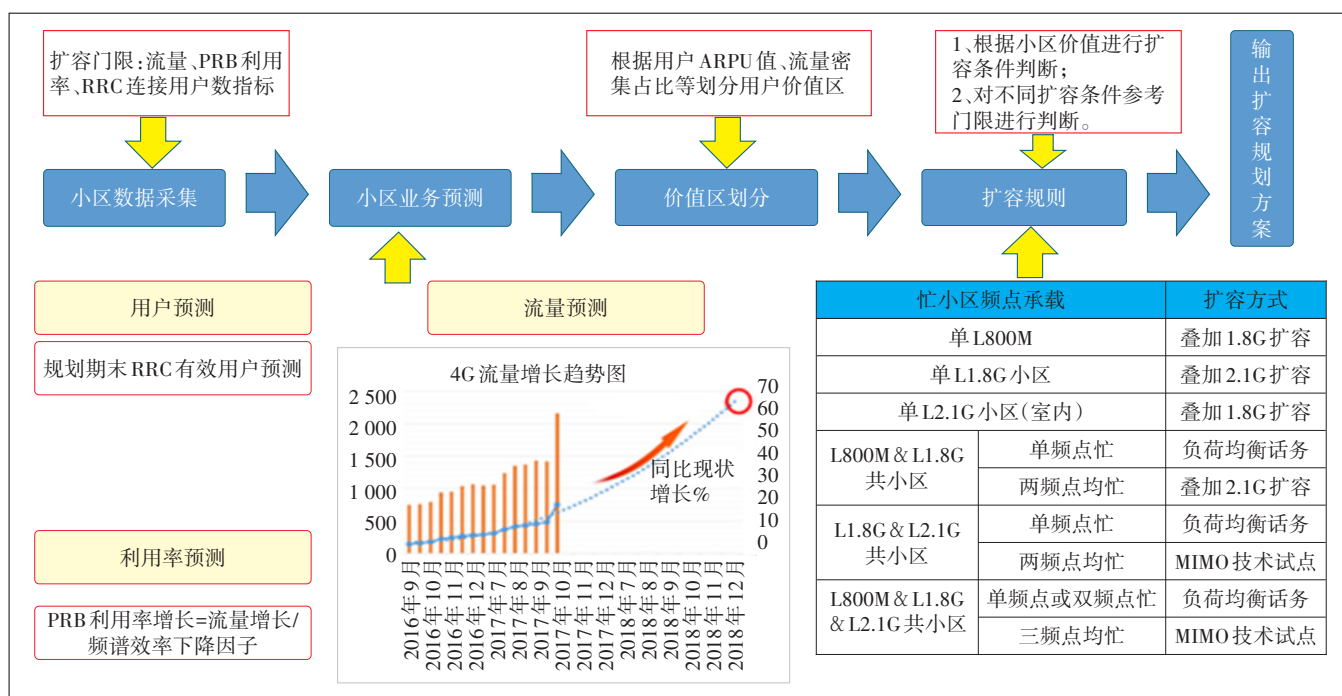 扩容门限:流量、PRB利用
率、RRC连接用户数指标
根据用户ARPU值、流量密
集占比等划分用户价值区
1、根据小区价值进行扩
容条件判断;
2、对不同扩容条件参考
门限进行判断。
小区数据采集
小区业务预测
价值区划分
扩容规则
输出扩容规划方案
用户预测
规划期末RRC有效用户预测
利用率预测
PRB利用率增长=流量增长/
频谱效率下降因子
流量预测
4G流量增长趋势图
2 500
2 000
1 500
1 000
500
0
70
60
50
40
30
20
10
0
同比现状
增长%
2016年9月
2016年10月
2016年11月
2016年12月
2017年7月
2017年8月
2017年9月
2017年10月
2017年11月
2017年12月
2018年7月
2018年8月
2018年9月
2018年10月
2018年11月
2018年12月
忙小区频点承载 扩容方式
单L800M 叠加1.8G扩容
单L1.8G小区 叠加2.1G扩容
单L2.1G小区(室内) 叠加1.8G扩容
L800M&L1.8G
共小区
单频点忙 负荷均衡话务
两频点均忙 叠加2.1G扩容
L1.8G&L2.1G
共小区
单频点忙 负荷均衡话务
两频点均忙 MIMO技术试点
L800M&L1.8G
&L2.1G共小区
单频点或双频点忙 负荷均衡话务
三频点均忙 MIMO技术试点